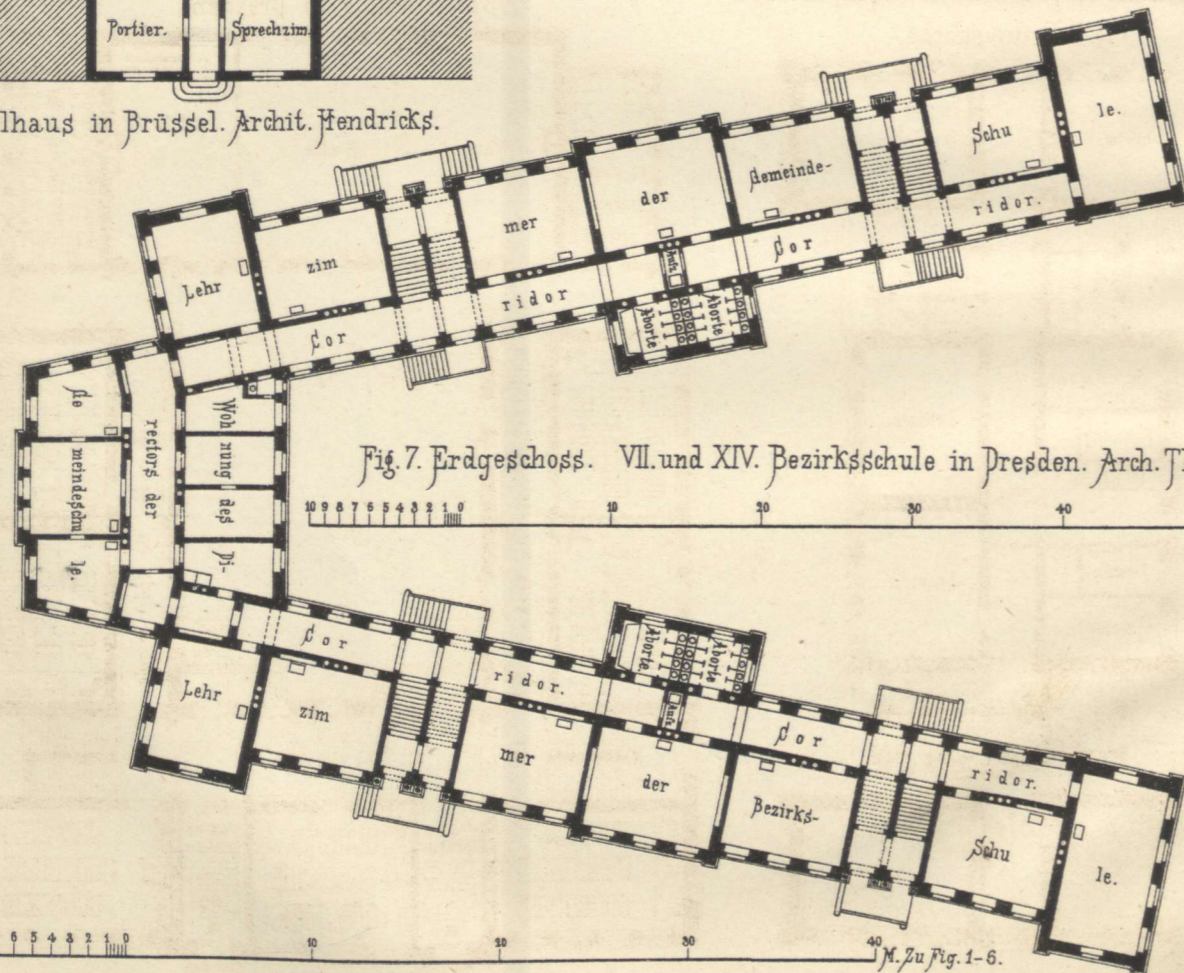 Portier. Sprechzim.
lhaus in Brüssel. Archit. Hendricks.
Lehr zim mer der Gemeinde- Schu le.
Cor ridor Cor ridor.
Aufz.
Aborte Aborte
Ge meindeschu le.
rectors der
Woh nung des Di-
Fig. 7. Erdgeschoss. VII. und XIV. Bezirksschule in Dresden. Arch. Th
10 9 8 7 6 5 4 3 2 1 0 10 20 30 40
Cor ridor. Cor ridor.
Aborte. Aborte
Aufz.
Lehr zim mer der Bezirks- Schu le.
6 5 4 3 2 1 0 10 20 30 40 M. Zu Fig. 1-6.